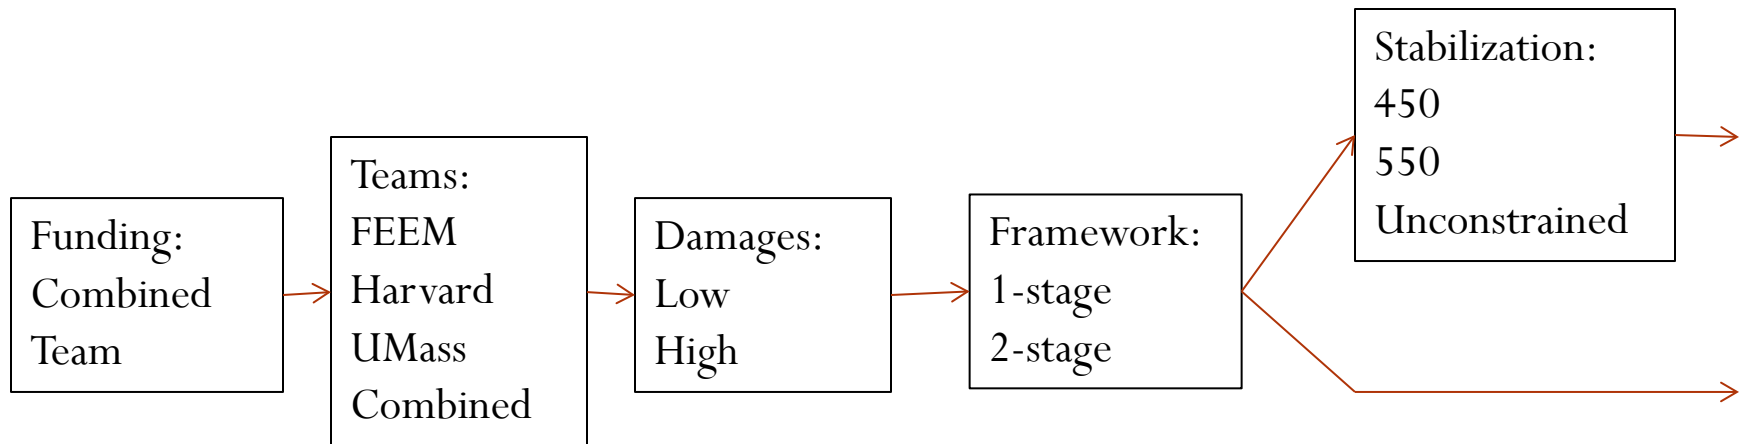 Funding:
Combined
Team
Teams:
FEEM
Harvard
UMass
Combined
Damages:
Low
High
Framework:
1-stage
2-stage
Stabilization:
450
550
Unconstrained